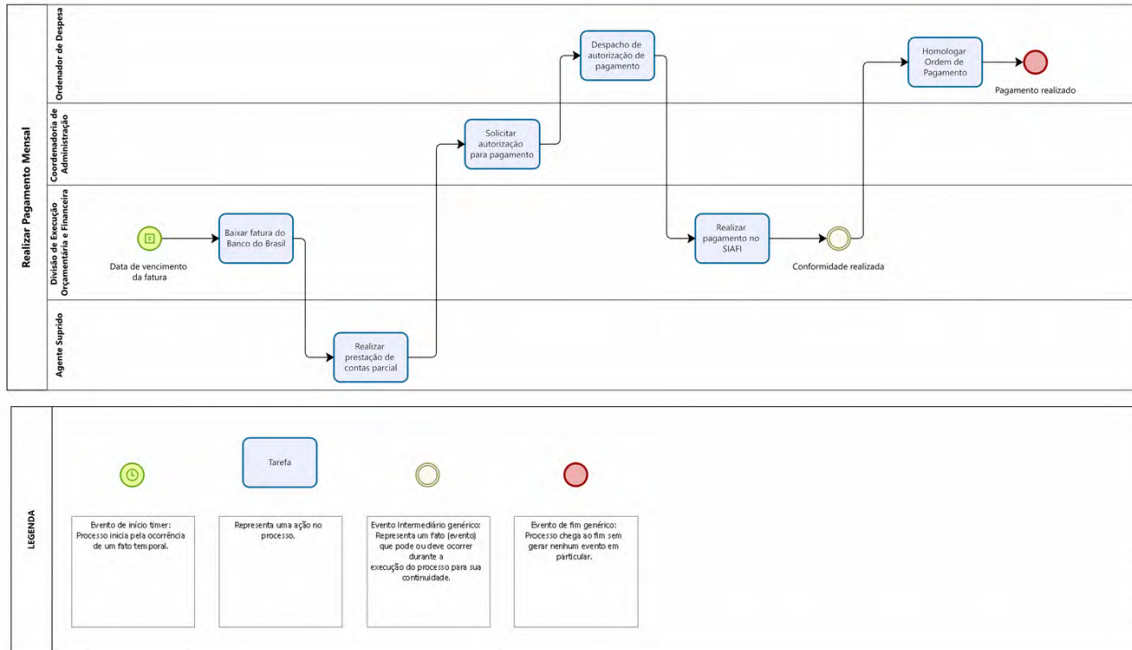 Realizar Pagamento Mensal
Ordenador de Despesa
Despacho de
autorização de
pagamento
Homologar
Ordem de
Pagamento
Pagamento realizado
Coordenadoria de
Administração
Solicitar
autorização
para pagamento
Divisão de Execução
Orçamentária e Financeira
Data de vencimento
da fatura
Baixar fatura do
Banco do Brasil
Realizar
pagamento no
SIAFI
Conformidade realizada
Agente Suprido
Realizar
prestação de
contas parcial
LEGENDA
Tarefa
Evento de início timer:
Processo inicia pela ocorrência
de um fato temporal.
Representa uma ação no
processo.
Evento Intermediário genérico:
Representa um fato (evento)
que pode ou deve ocorrer
durante a
execução do processo para sua
continuidade.
Evento de fim genérico:
Processo chega ao fim sem
gerar nenhum evento em
particular.